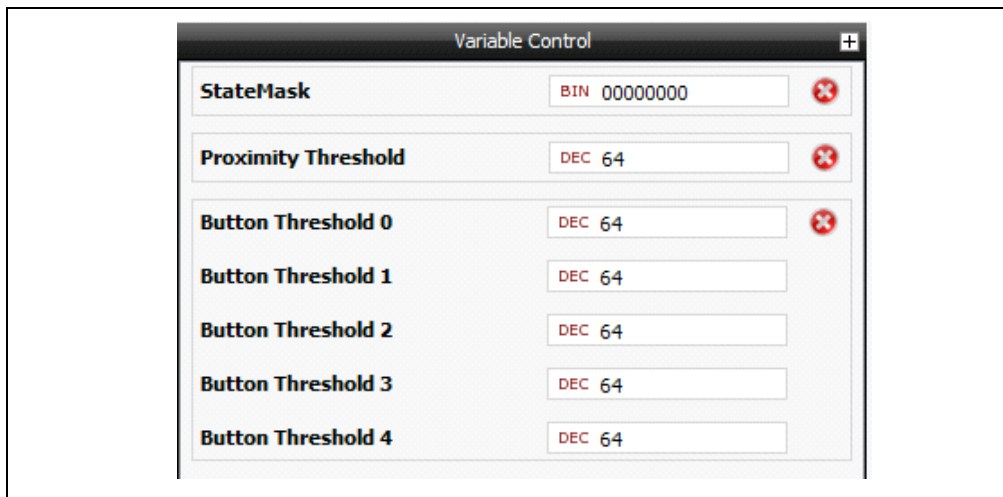 Variable Control
StateMask BIN 00000000
Proximity Threshold DEC 64
Button Threshold 0 DEC 64
Button Threshold 1 DEC 64
Button Threshold 2 DEC 64
Button Threshold 3 DEC 64
Button Threshold 4 DEC 64